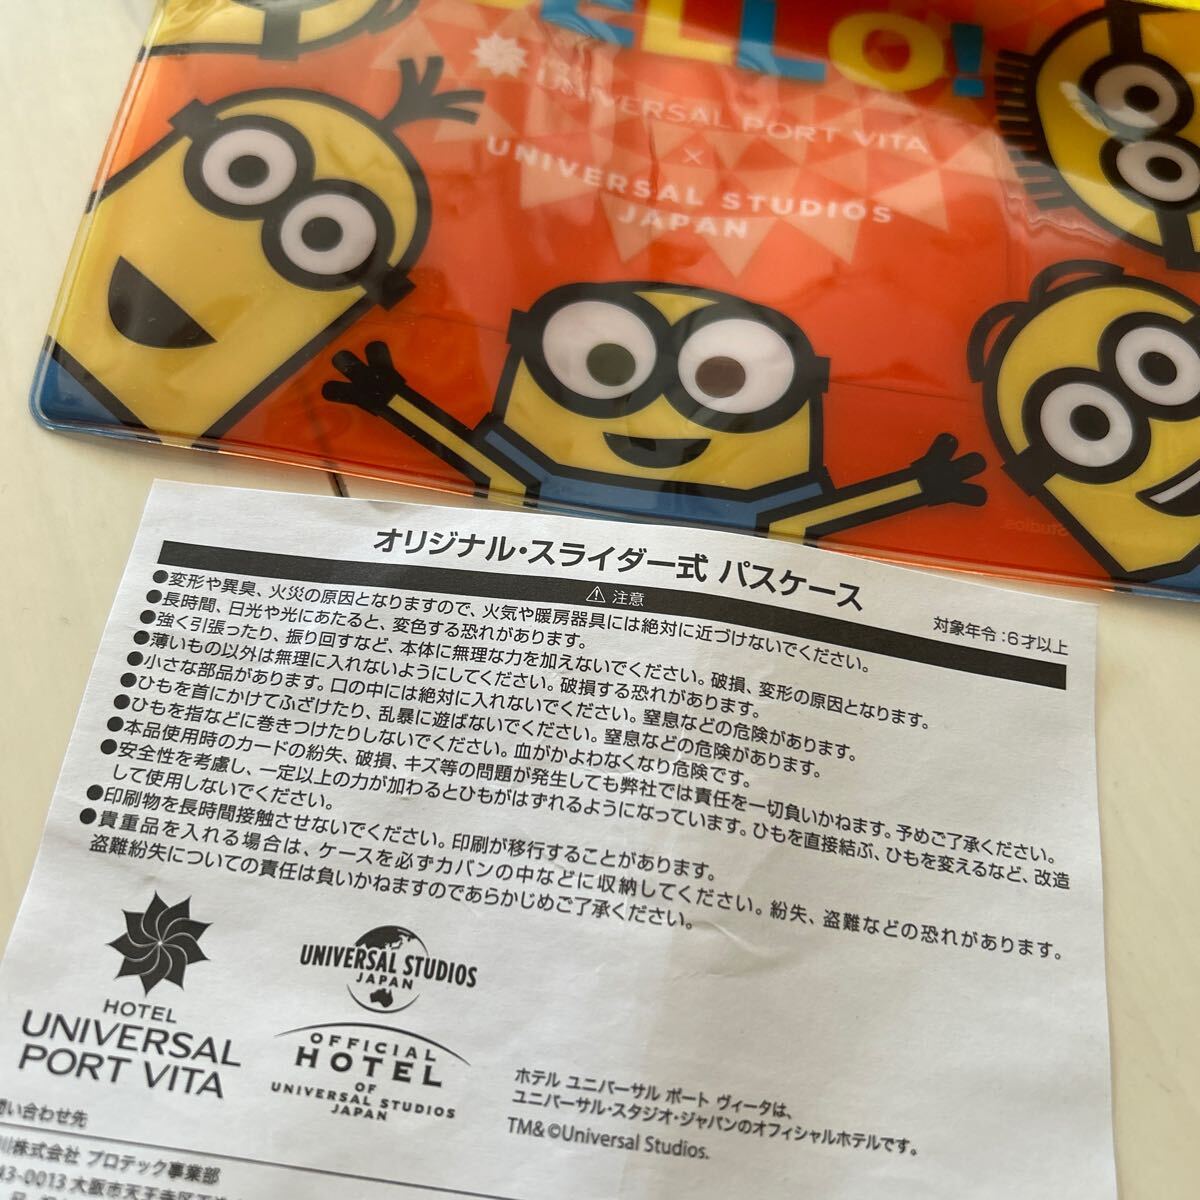 ELLO!
UNIVERSAL PORT VITA
×
UNIVERSAL STUDIOS
JAPAN
Studios.
オリジナル・スライダー式 パスケース
対象年令:6才以上
⚠ 注意
●変形や異臭、火災の原因となりますので、火気や暖房器具には絶対に近づけないでください。
●長時間、日光や光にあたると、変色する恐れがあります。
●強く引張ったり、振り回すなど、本体に無理な力を加えないでください。破損、変形の原因となります。
●薄いもの以外は無理に入れないようにしてください。破損する恐れがあります。
●小さな部品があります。口の中には絶対に入れないでください。窒息などの危険があります。
●ひもを首にかけてふざけたり、乱暴に遊ばないでください。窒息などの危険があります。
●ひもを指などに巻きつけたりしないでください。血がかよわなくなり危険です。
●本品使用時のカードの紛失、破損、キズ等の問題が発生しても弊社では責任を一切負いかねます。予めご了承ください。
●安全性を考慮し、一定以上の力が加わるとひもがはずれるようになっています。ひもを直接結ぶ、ひもを変えるなど、改造
して使用しないでください。
●印刷物を長時間接触させないでください。印刷が移行することがあります。
●貴重品を入れる場合は、ケースを必ずカバンの中などに収納してください。紛失、盗難などの恐れがあります。
盗難紛失についての責任は負いかねますのであらかじめご了承ください。
HOTEL
UNIVERSAL
PORT VITA
UNIVERSAL STUDIOS
JAPAN
OFFICIAL
HOTEL
OF
UNIVERSAL STUDIOS
JAPAN
ホテル ユニバーサル ポート ヴィータは、
ユニバーサル・スタジオ・ジャパンのオフィシャルホテルです。
TM&©Universal Studios.
問い合わせ先
川株式会社 プロテック事業部
43-0013 大阪市天王寺区